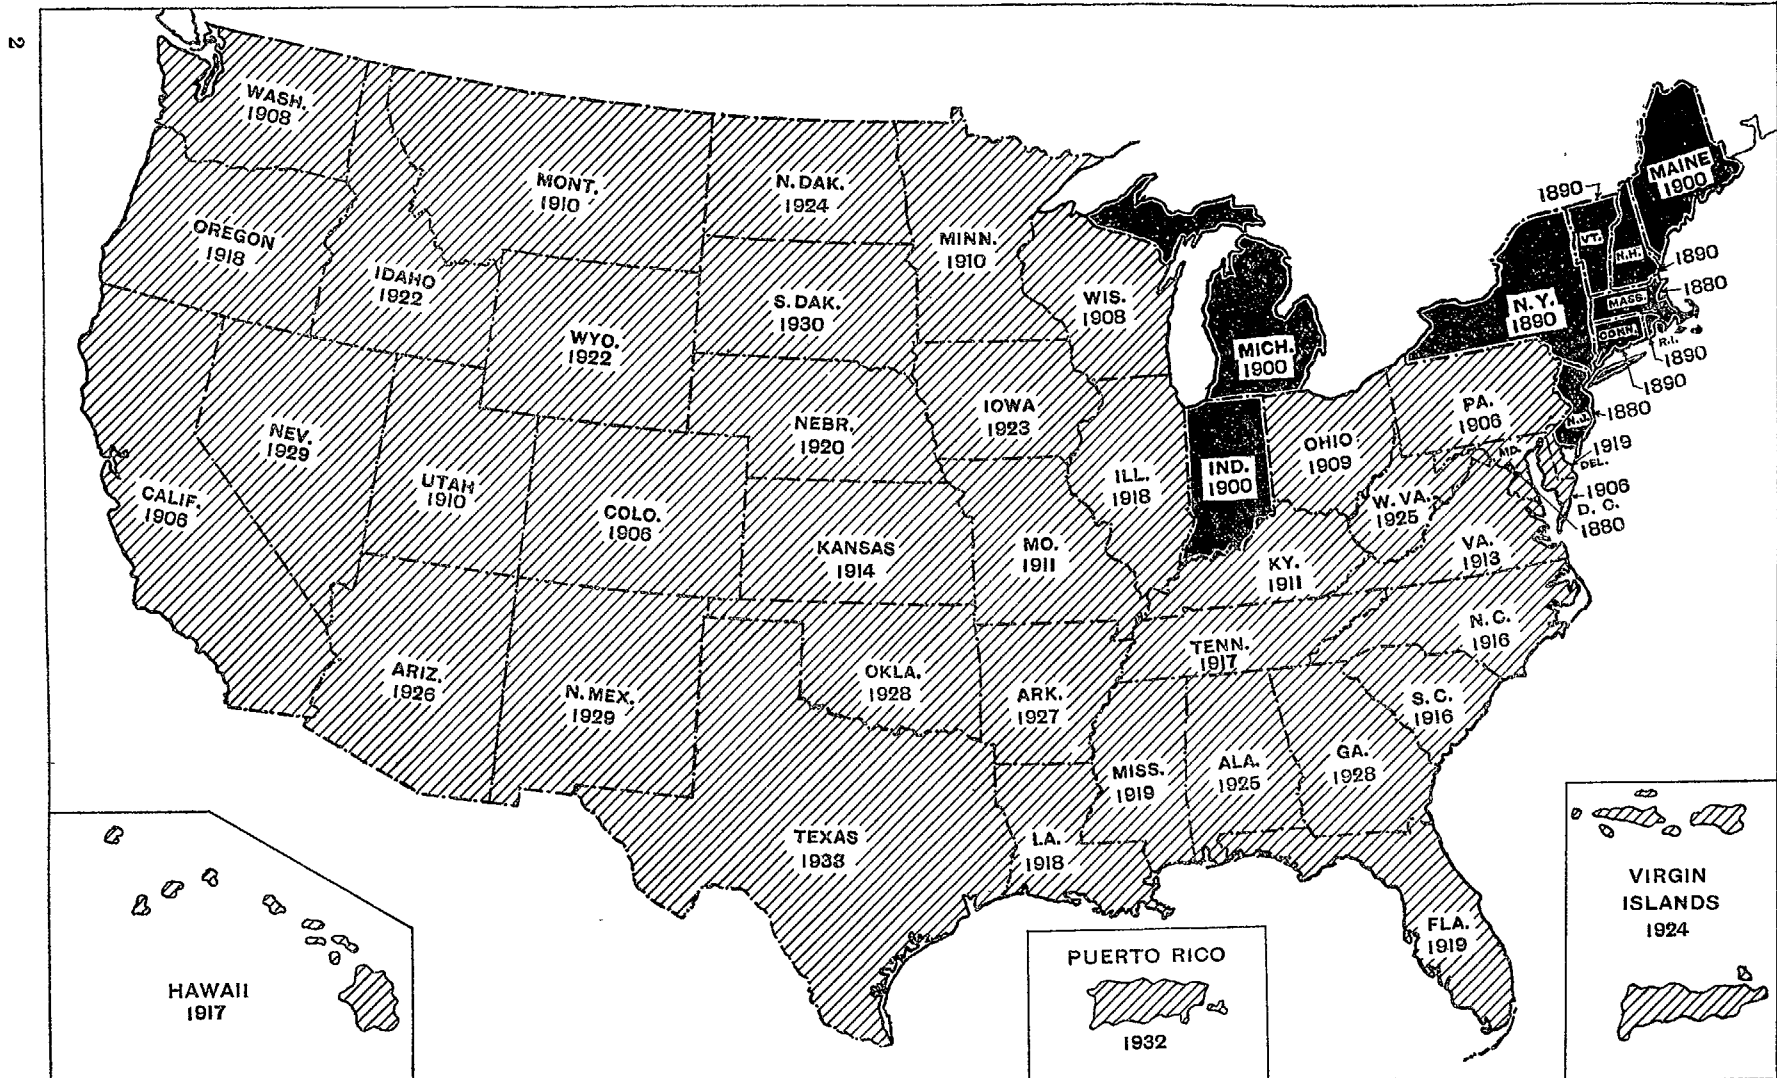 2
WASH.
1908
MONT.
1910
N. DAK.
1924
MINN.
1910
OREGON
1918
IDAHO
1922
S. DAK.
1930
WYO.
1922
WIS.
1908
MICH.
1900
MAINE
1900
1890
VT.
N.H.
1890
1880
MASS.
N.Y.
1890
CONN.
R.I.
1890
1890
N.J.
1880
PA.
1906
NEV.
1929
UTAH
1910
COLO.
1906
NEBR.
1920
IOWA
1923
ILL.
1918
IND.
1900
OHIO
1909
MD.
1919
DEL.
1906
D. C.
1880
W. VA.
1925
VA.
1913
CALIF.
1906
KANSAS
1914
MO.
1911
KY.
1911
ARIZ.
1926
N. MEX.
1929
OKLA.
1928
ARK.
1927
TENN.
1917
N. C.
1916
S. C.
1916
MISS.
1919
ALA.
1925
GA.
1928
TEXAS
1933
LA.
1918
FLA.
1919
HAWAII
1917
PUERTO RICO
1932
VIRGIN
ISLANDS
1924